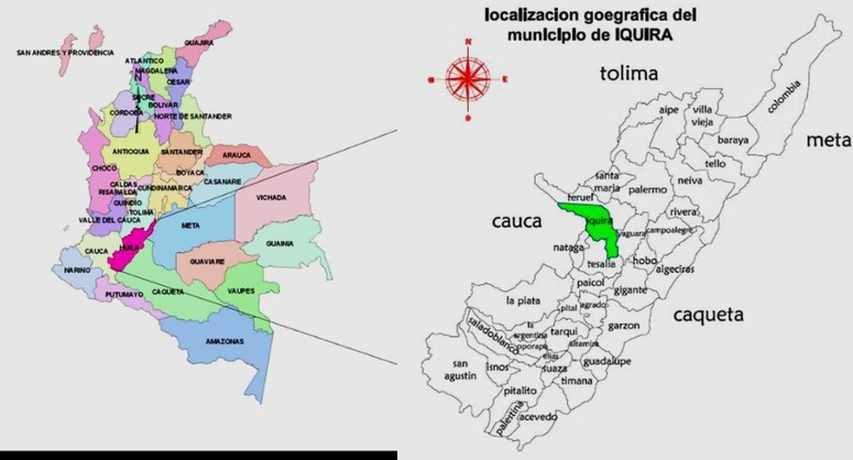 SAN ANDRES Y PROVIDENCIA
GUAJIRA
ATLANTICO
MAGDALENA
CESAR
N
SUCRE
BOLIVAR
CORDOBA
NORTE DE SANTANDER
ANTIOQUIA
SANTANDER
ARAUCA
CHOCO
BOYACA
CASANARE
CALDAS
CUNDINAMARCA
RISARALDA
VICHADA
QUINDIO
TOLIMA
VALLE DEL CAUCA
META
HUILA
CAUCA
GUAINIA
GUAVIARE
NARINO
PUTUMAYO
CAQUETA
VAUPES
AMAZONAS
localizacion goegrafica del
municipio de IQUIRA
N
O
E
tolima
colombia
aipe
villa
vieja
baraya
meta
tello
santa
maria
palermo
neiva
teruel
rivera
cauca
iquira
yaguara
campoalegre
nataga
tesalia
hobo
algeciras
paicol
gigante
la plata
pital
agrado
caqueta
saladoblanco
la
argentina
tarqui
garzon
oporapa
altamira
elias
guadalupe
san
agustin
isnos
suaza
timana
pitalito
palestina
acevedo